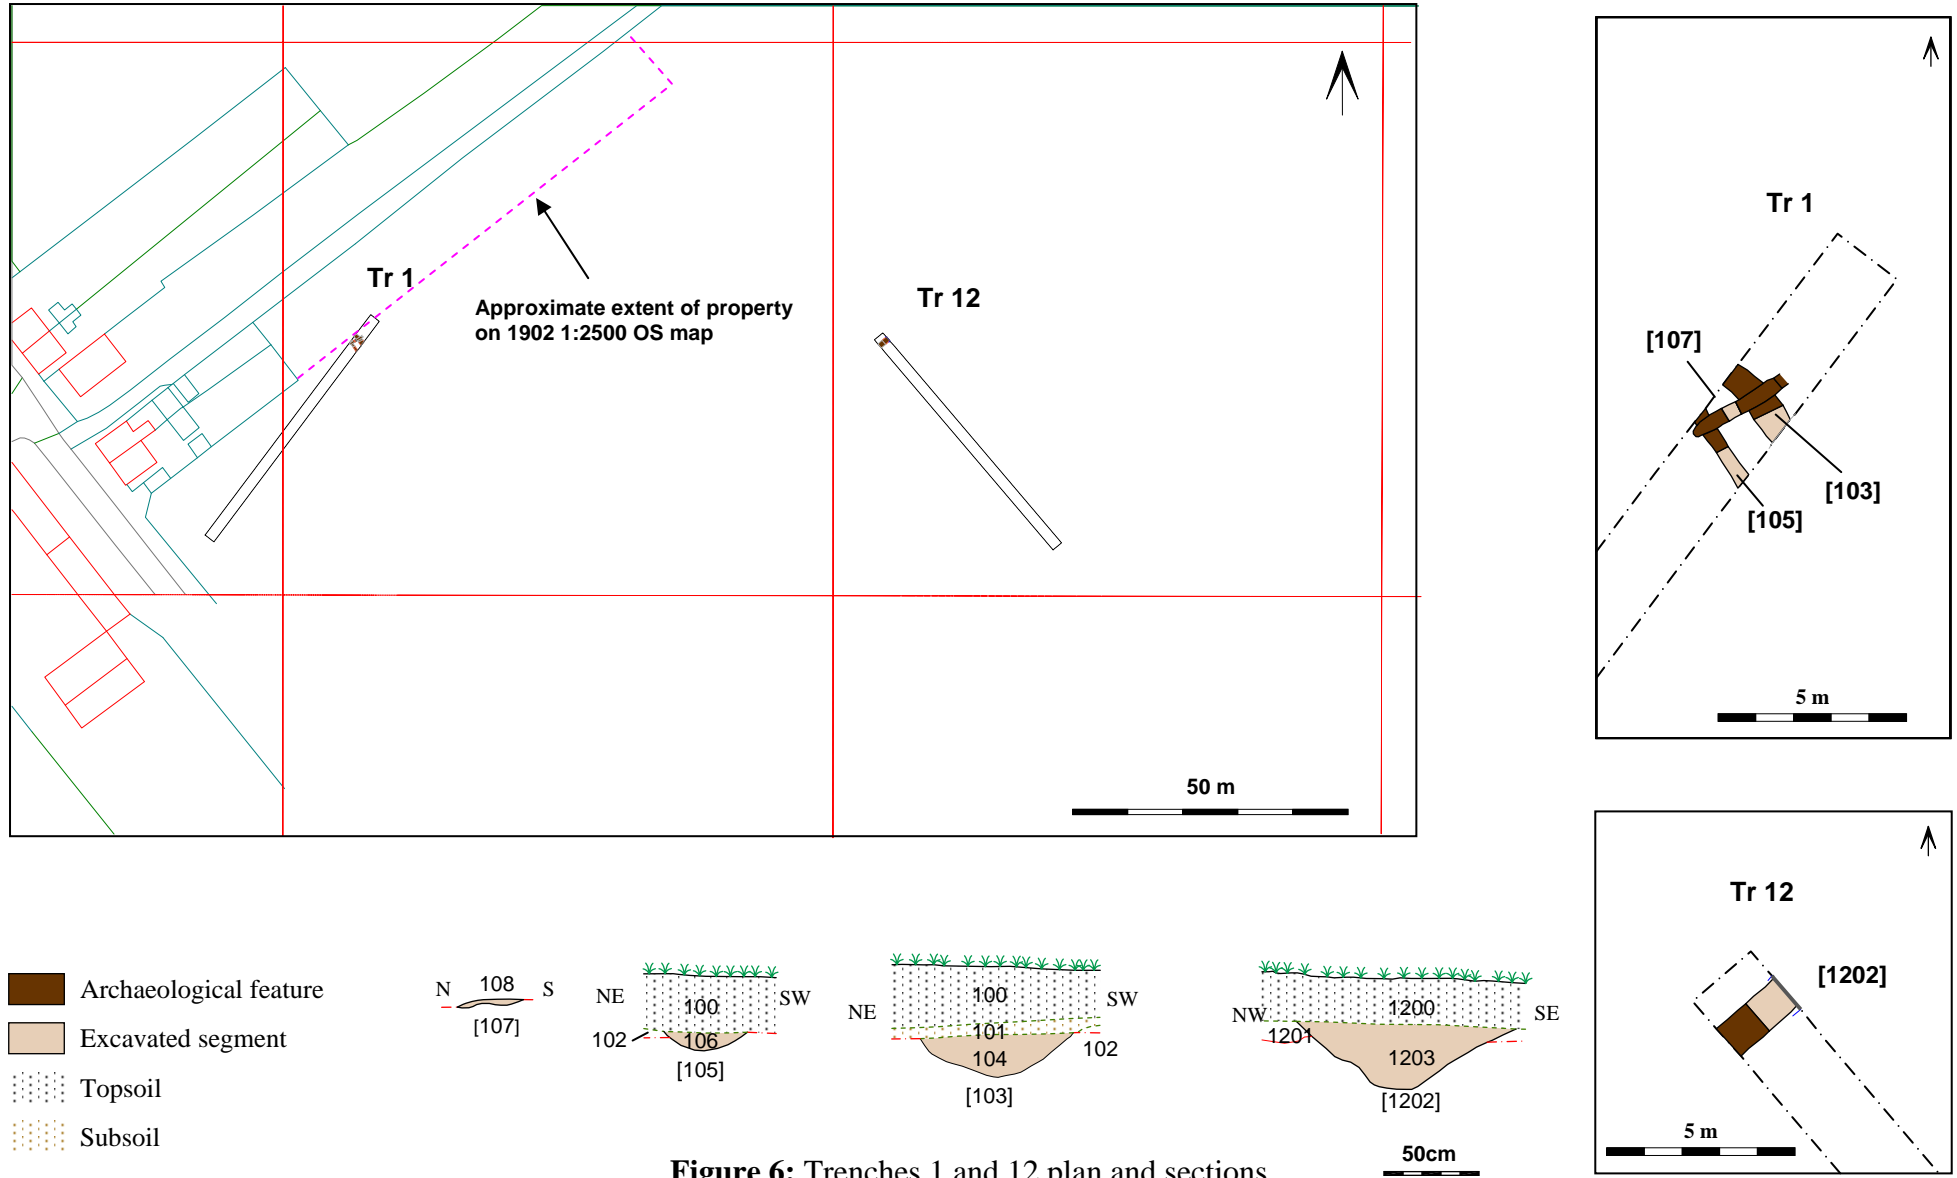 Tr 1
Approximate extent of property
on 1902 1:2500 OS map
Tr 12
50 m
Tr 1
[107]
[103]
[105]
5 m
Tr 12
[1202]
5 m
Archaeological feature
Excavated segment
Topsoil
Subsoil
N 108 S
[107]
NE 100 SW
102 106
[105]
NE 100 SW
101
104 102
[103]
NW 1200 SE
1201
1203
[1202]
50cm
Figure 6: Trenches 1 and 12 plan and sections